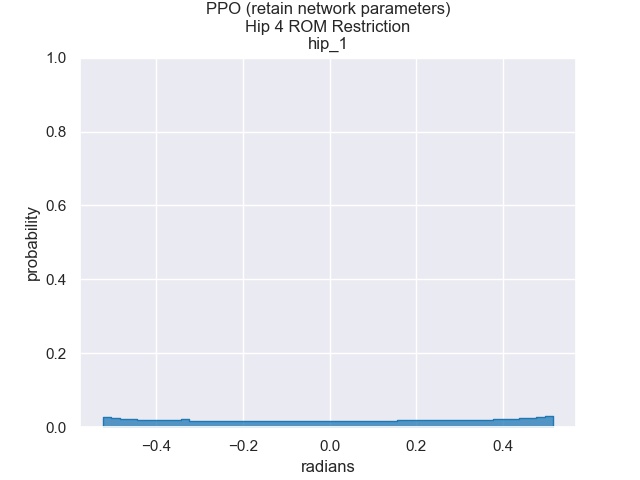 PPO (retain network parameters)
Hip 4 ROM Restriction
hip_1
1.0
0.8
0.6
0.4
0.2
0.0
probability
−0.4
−0.2
0.0
0.2
0.4
radians